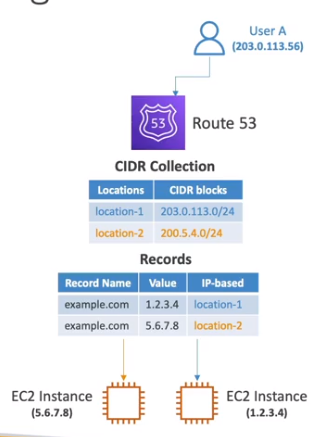 User A
(203.0.113.56)
53
Route 53
CIDR Collection
Locations CIDR blocks
location-1 203.0.113.0/24
location-2 200.5.4.0/24
Records
Record Name Value IP-based
example.com 1.2.3.4 location-1
example.com 5.6.7.8 location-2
EC2 Instance
(5.6.7.8)
EC2 Instance
(1.2.3.4)